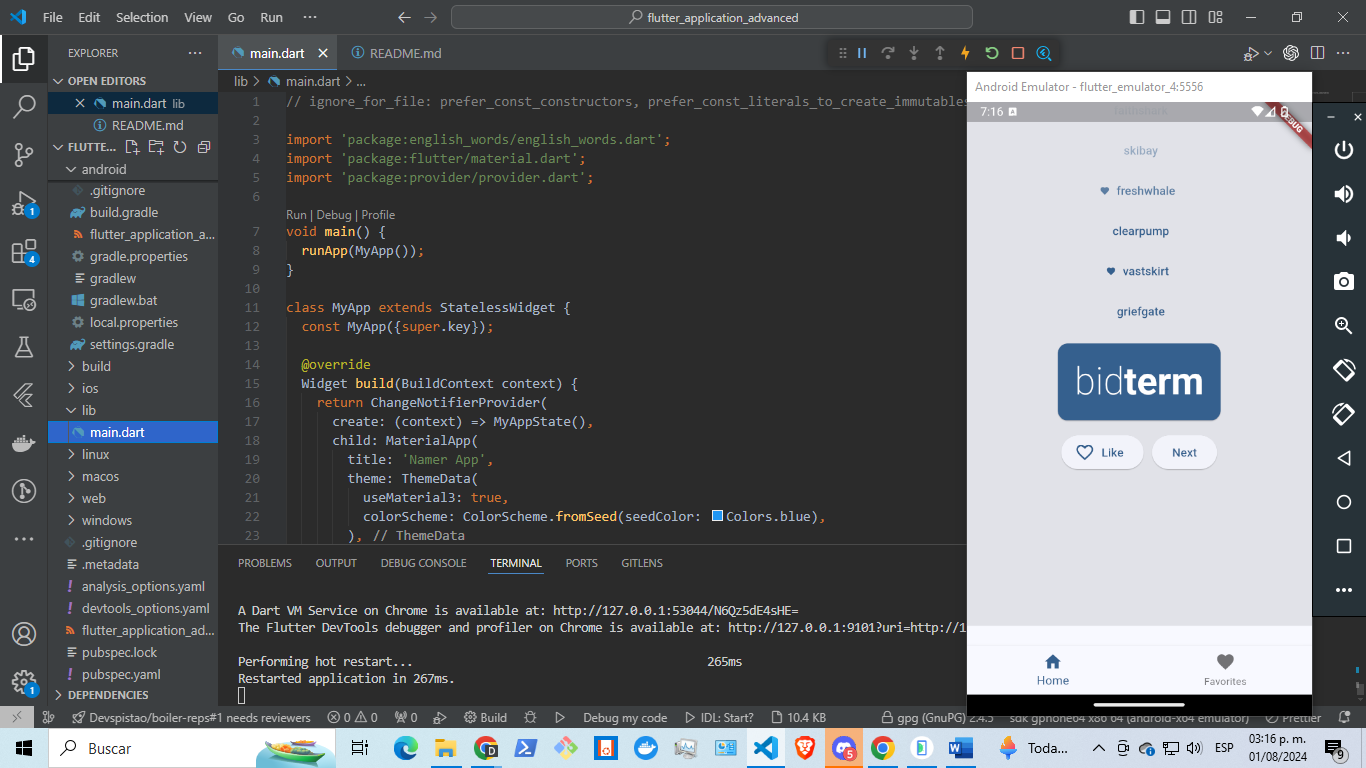 File Edit Selection View Go Run ···
flutter_application_advanced
EXPLORER
OPEN EDITORS
main.dart lib
README.md
FLUTTE...
android
.gitignore
build.gradle
flutter_application_a...
gradle.properties
gradlew
gradlew.bat
local.properties
settings.gradle
build
ios
lib
main.dart
linux
macos
web
windows
.gitignore
.metadata
analysis_options.yaml
devtools_options.yaml
flutter_application_ad...
pubspec.lock
pubspec.yaml
DEPENDENCIES
1
4
1
main.dart
README.md
lib > main.dart > ...
1 // ignore_for_file: prefer_const_constructors, prefer_const_literals_to_create_immutables
2
3 import 'package:english_words/english_words.dart';
4 import 'package:flutter/material.dart';
5 import 'package:provider/provider.dart';
6
Run | Debug | Profile
7 void main() {
8 runApp(MyApp());
9 }
10
11 class MyApp extends StatelessWidget {
12 const MyApp({super.key});
13
14 @override
15 Widget build(BuildContext context) {
16 return ChangeNotifierProvider(
17 create: (context) => MyAppState(),
18 child: MaterialApp(
19 title: 'Namer App',
20 theme: ThemeData(
21 useMaterial3: true,
22 colorScheme: ColorScheme.fromSeed(seedColor: Colors.blue),
23 ), // ThemeData
PROBLEMS OUTPUT DEBUG CONSOLE TERMINAL PORTS GITLENS
A Dart VM Service on Chrome is available at: http://127.0.0.1:53044/N6Qz5dE4sHE=
The Flutter DevTools debugger and profiler on Chrome is available at: http://127.0.0.1:9101?uri=http://1
Performing hot restart... 265ms
Restarted application in 267ms.
Android Emulator - flutter_emulator_4:5556
7:16
DEBUG
skibay
freshwhale
clearpump
vastskirt
griefgate
bidterm
Like
Next
Home
Favorites
Devspistao/boiler-reps#1 needs reviewers
0 0
0
Build
Debug my code
IDL: Start?
10.4 KB
gpg (GnuPG) 2.4.5
sdk gphone64 x86 64 (android-x64 emulator)
Prettier
Buscar
5
Toda...
ESP
03:16 p. m.
01/08/2024
9